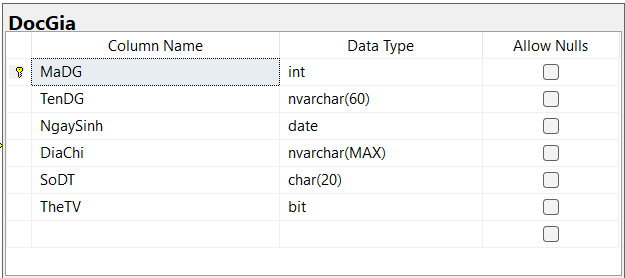 DocGia
Column Name Data Type Allow Nulls
MaDG int
TenDG nvarchar(60)
NgaySinh date
DiaChi nvarchar(MAX)
SoDT char(20)
TheTV bit